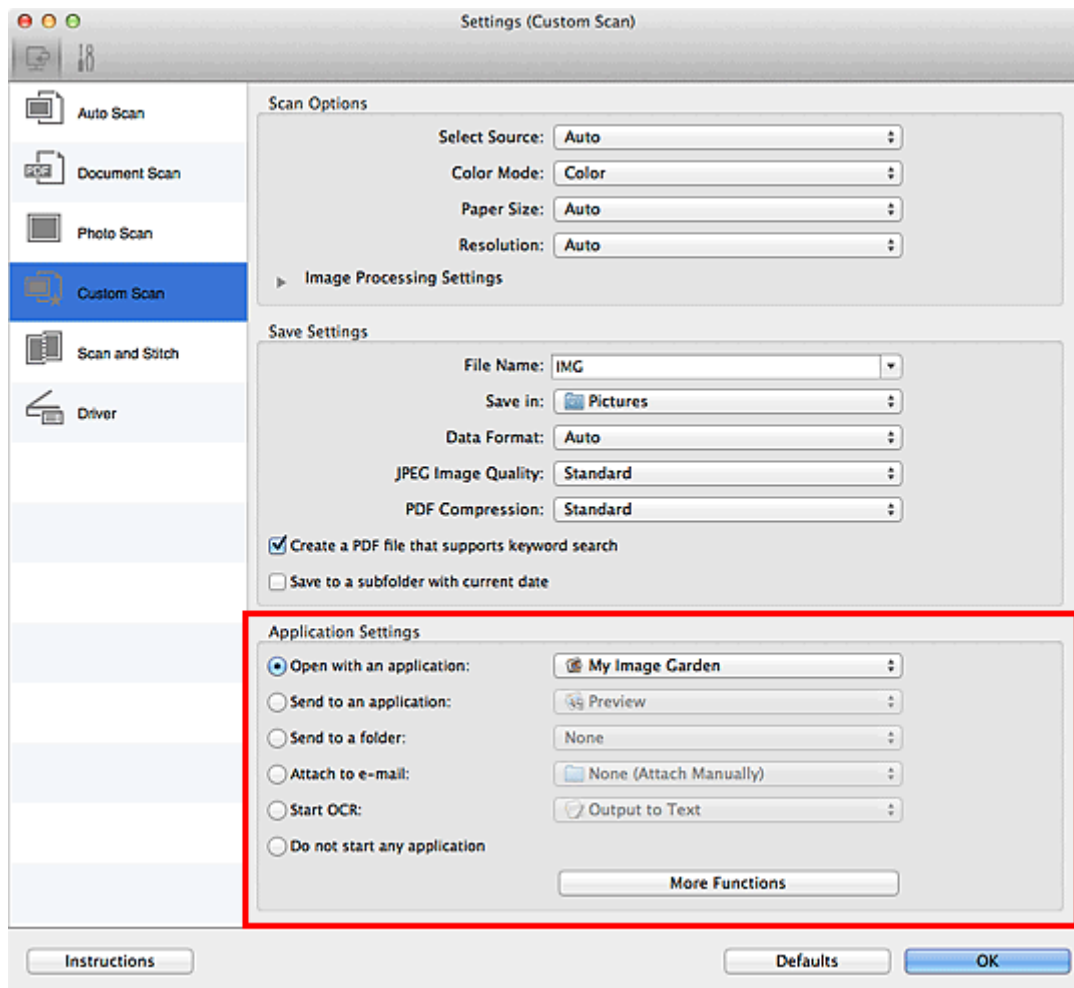 Settings (Custom Scan)
Auto Scan
PDF
Document Scan
Photo Scan
Custom Scan
Scan and Stitch
Driver
Scan Options
Select Source: Auto
Color Mode: Color
Paper Size: Auto
Resolution: Auto
Image Processing Settings
Save Settings
File Name: IMG
Save in: Pictures
Data Format: Auto
JPEG Image Quality: Standard
PDF Compression: Standard
Create a PDF file that supports keyword search
Save to a subfolder with current date
Application Settings
Open with an application: My Image Garden
Send to an application: Preview
Send to a folder: None
Attach to e-mail: None (Attach Manually)
Start OCR: Output to Text
Do not start any application
More Functions
Instructions Defaults OK